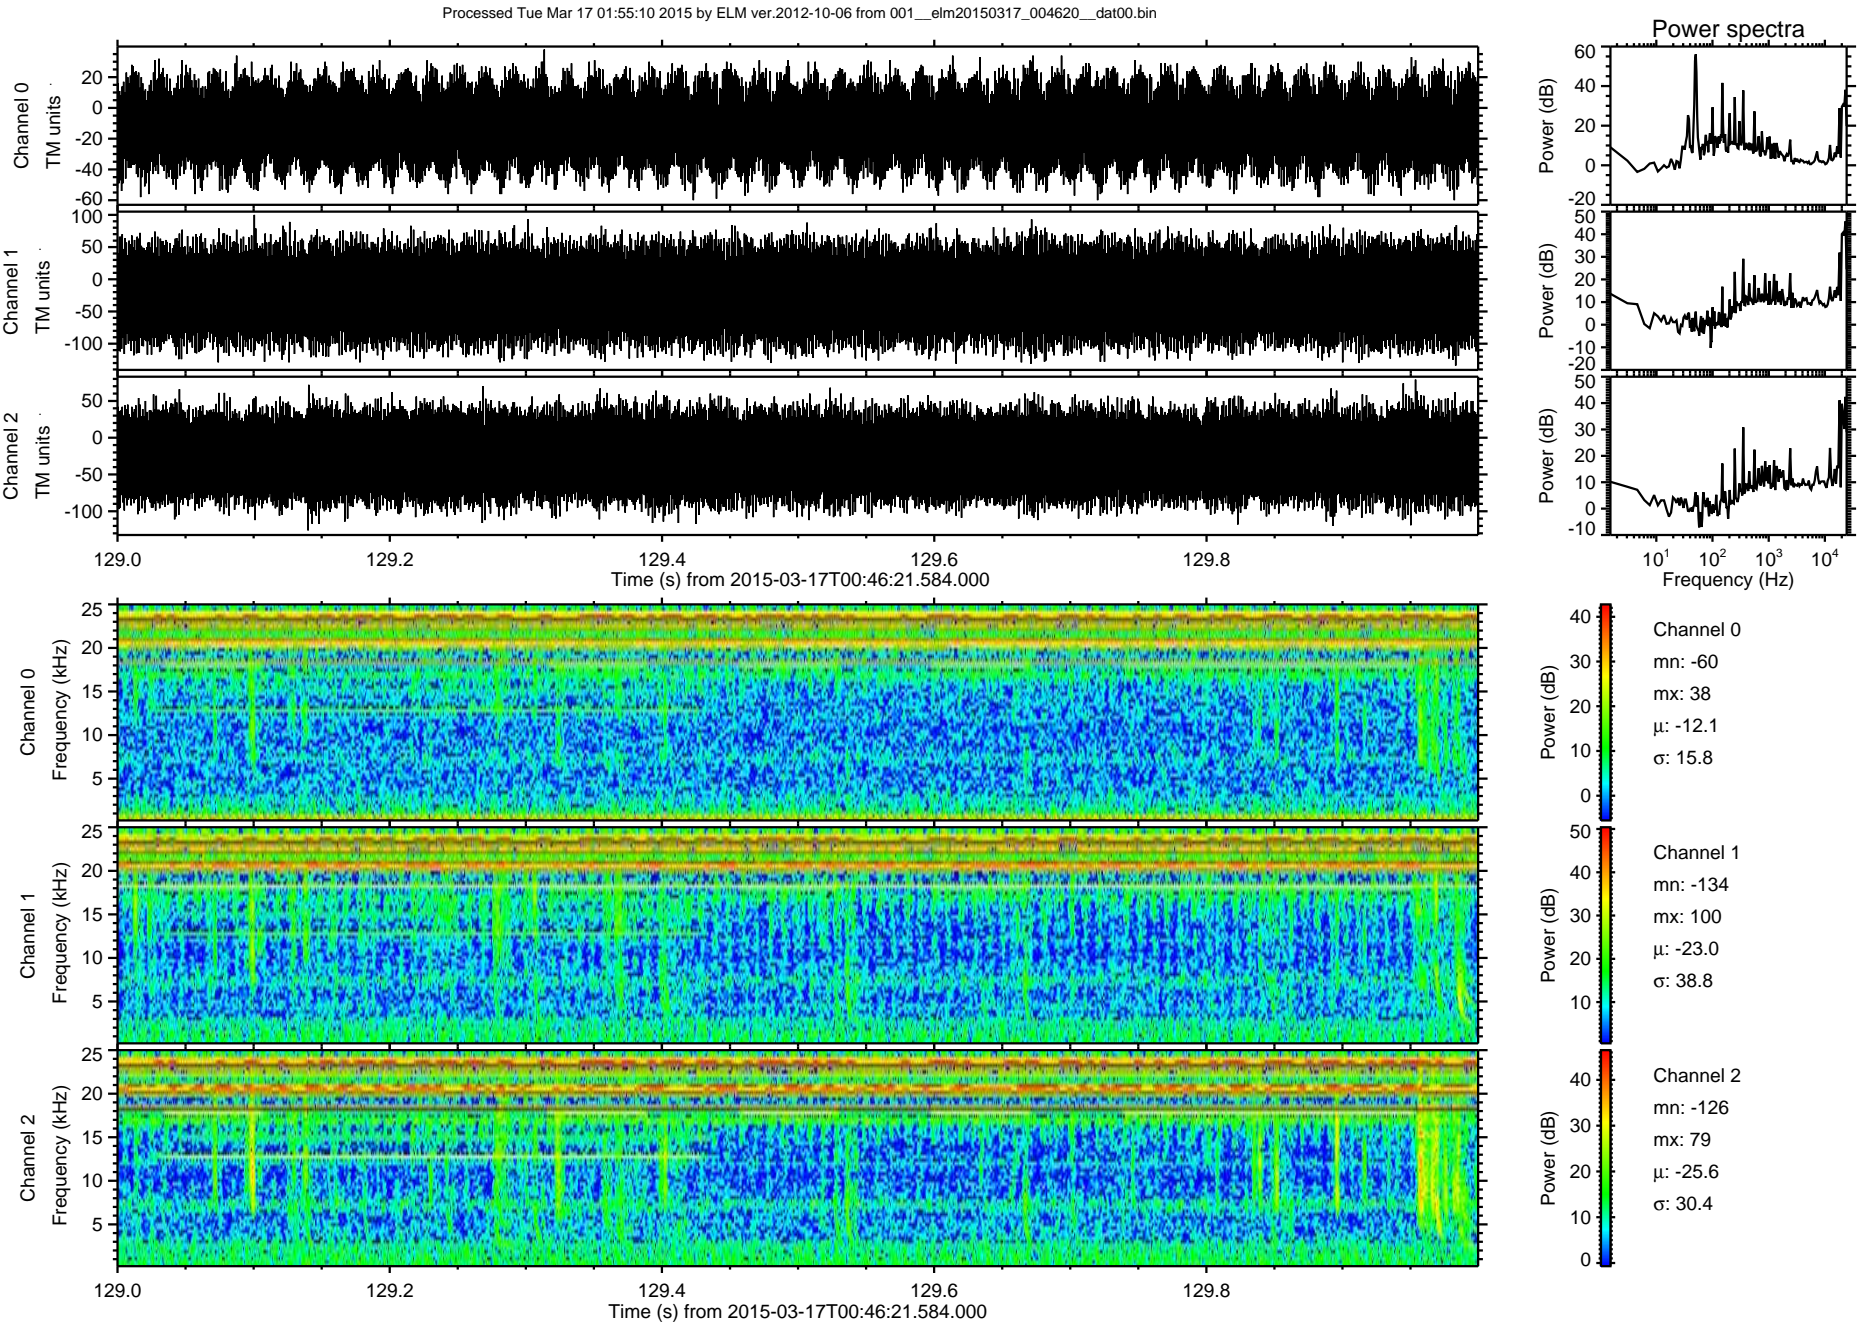 Processed Tue Mar 17 01:55:10 2015 by ELM ver.2012-10-06 from 001__elm20150317_004620__dat00.bin
Power spectra
Channel 0
TM units
20
0
-20
-40
-60
Power (dB)
60
40
20
0
-20
Channel 1
TM units
100
50
0
-50
-100
Power (dB)
50
40
30
20
10
0
-10
-20
Channel 2
TM units
50
0
-50
-100
Power (dB)
50
40
30
20
10
0
-10
129.0 129.2 129.4 129.6 129.8
Time (s) from 2015-03-17T00:46:21.584.000
10¹ 10² 10³ 10⁴
Frequency (Hz)
Channel 0
Frequency (kHz)
25
20
15
10
5
Power (dB)
40
30
20
10
0
Channel 0
mn: -60
mx: 38
μ: -12.1
σ: 15.8
Channel 1
Frequency (kHz)
25
20
15
10
5
Power (dB)
50
40
30
20
10
Channel 1
mn: -134
mx: 100
μ: -23.0
σ: 38.8
Channel 2
Frequency (kHz)
25
20
15
10
5
Power (dB)
40
30
20
10
0
Channel 2
mn: -126
mx: 79
μ: -25.6
σ: 30.4
129.0 129.2 129.4 129.6 129.8
Time (s) from 2015-03-17T00:46:21.584.000